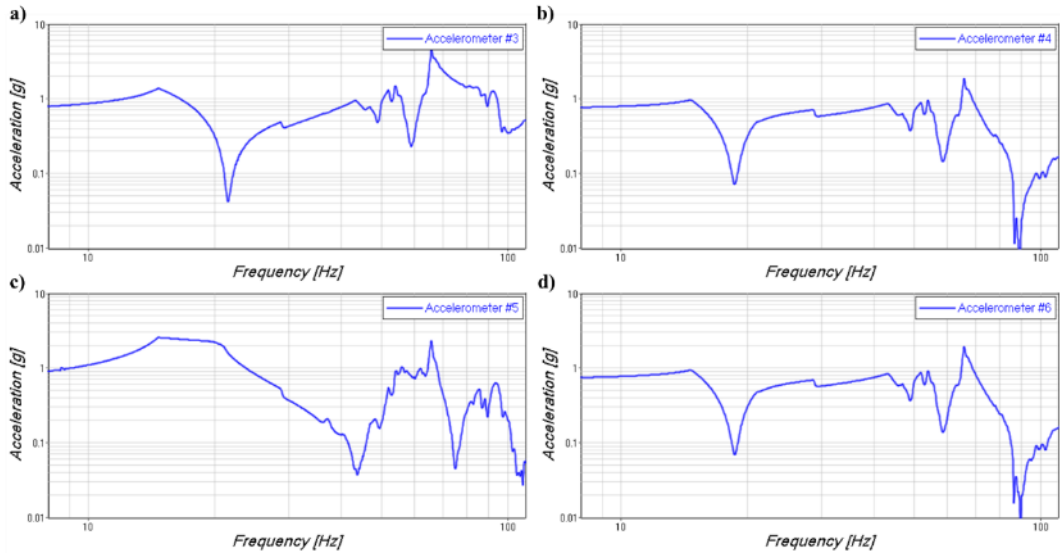 a)
10
Accelerometer #3
1
0.1
0.01
Acceleration [g]
10
100
Frequency [Hz]
b)
10
Accelerometer #4
1
0.1
0.01
Acceleration [g]
10
100
Frequency [Hz]
c)
10
Accelerometer #5
1
0.1
0.01
Acceleration [g]
10
100
Frequency [Hz]
d)
10
Accelerometer #6
1
0.1
0.01
Acceleration [g]
10
100
Frequency [Hz]